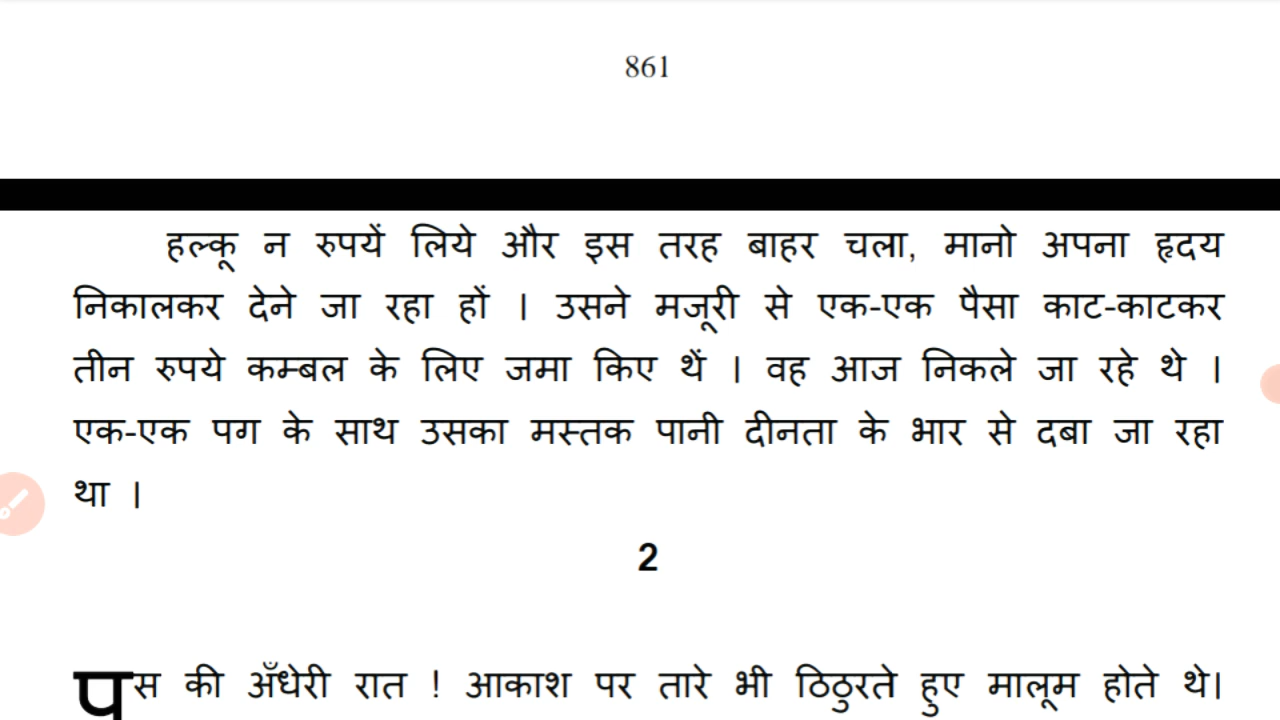 861
हल्कू न रुपयें लिये और इस तरह बाहर चला, मानो अपना हृदय
निकालकर देने जा रहा हों । उसने मजूरी से एक-एक पैसा काट-काटकर
तीन रुपये कम्बल के लिए जमा किए थैं । वह आज निकले जा रहे थे ।
एक-एक पग के साथ उसका मस्तक पानी दीनता के भार से दबा जा रहा
था ।
2
पस की अँधेरी रात ! आकाश पर तारे भी ठिठुरते हुए मालूम होते थे।